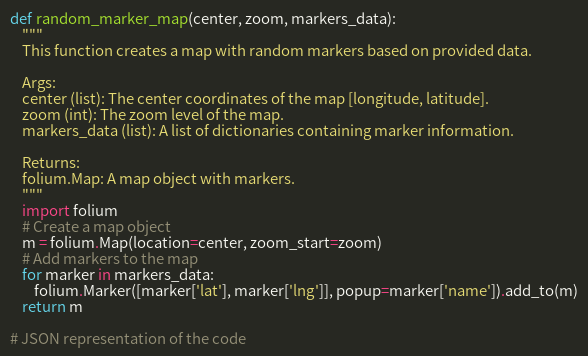 def random_marker_map(center, zoom, markers_data):
    """
    This function creates a map with random markers based on provided data.

    Args:
    center (list): The center coordinates of the map [longitude, latitude].
    zoom (int): The zoom level of the map.
    markers_data (list): A list of dictionaries containing marker information.

    Returns:
    folium.Map: A map object with markers.
    """
    import folium
    # Create a map object
    m = folium.Map(location=center, zoom_start=zoom)
    # Add markers to the map
    for marker in markers_data:
        folium.Marker([marker['lat'], marker['lng']], popup=marker['name']).add_to(m)
    return m

# JSON representation of the code